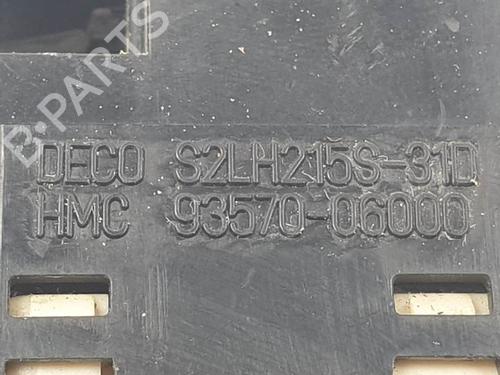 B-PARTS
DECO S2LH215S-31D
HMC 93570-06000